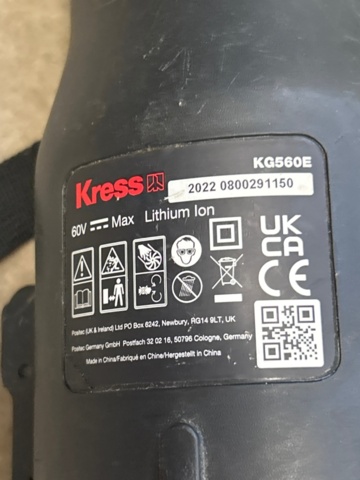 KG560E
Kress
2022 0800291150
60V Max Lithium Ion
UK
CA
CE
Positec (UK & Ireland) Ltd PO Box 6242, Newbury, RG14 9LT, UK
Positec Germany GmbH Postfach 32 02 16, 50796 Cologne, Germany
Made in China/Fabriqué en Chine/Hergestellt in China